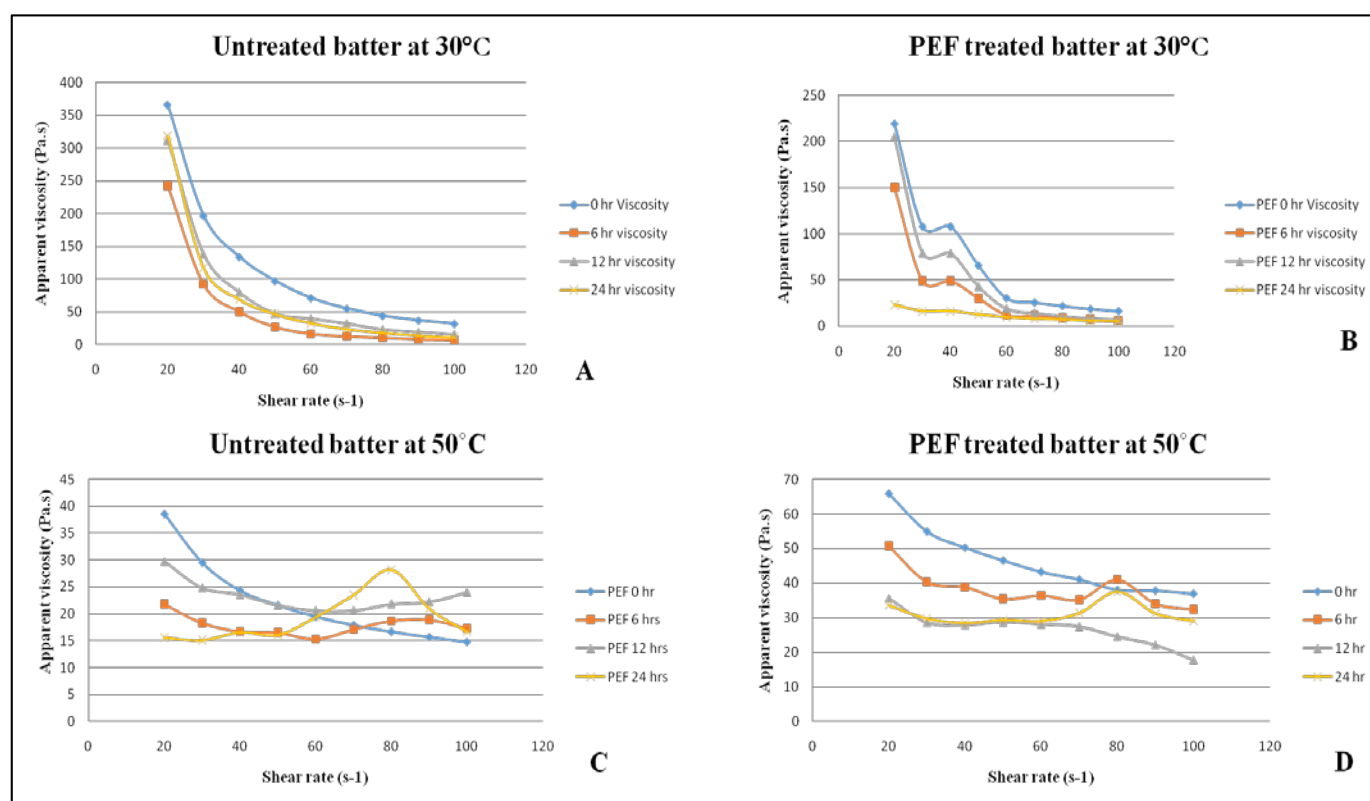 Untreated batter at 30°C
Apparent viscosity (Pa.s)
400
350
300
250
200
150
100
50
0
0 20 40 60 80 100 120
Shear rate (s-1)
0 hr Viscosity
6 hr viscosity
12 hr viscosity
24 hr viscosity
A
PEF treated batter at 30°C
Apparent viscosity (Pa.s)
250
200
150
100
50
0
0 20 40 60 80 100 120
Shear rate (s-1)
PEF 0 hr Viscosity
PEF 6 hr viscosity
PEF 12 hr viscosity
PEF 24 hr viscosity
B
Untreated batter at 50°C
Apparent viscosity (Pa.s)
45
40
35
30
25
20
15
10
5
0
0 20 40 60 80 100 120
Shear rate (s-1)
PEF 0 hr
PEF 6 hrs
PEF 12 hrs
PEF 24 hrs
C
PEF treated batter at 50°C
Apparent viscosity (Pa.s)
70
60
50
40
30
20
10
0
0 20 40 60 80 100 120
Shear rate (s-1)
0 hr
6 hr
12 hr
24 hr
D